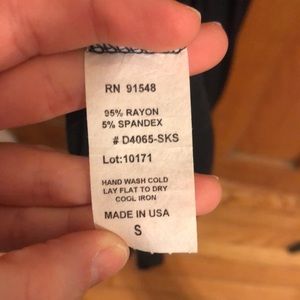 RN 91548
95% RAYON
5% SPANDEX
# D4065-SKS
Lot:10171
HAND WASH COLD
LAY FLAT TO DRY
COOL IRON
MADE IN USA
S